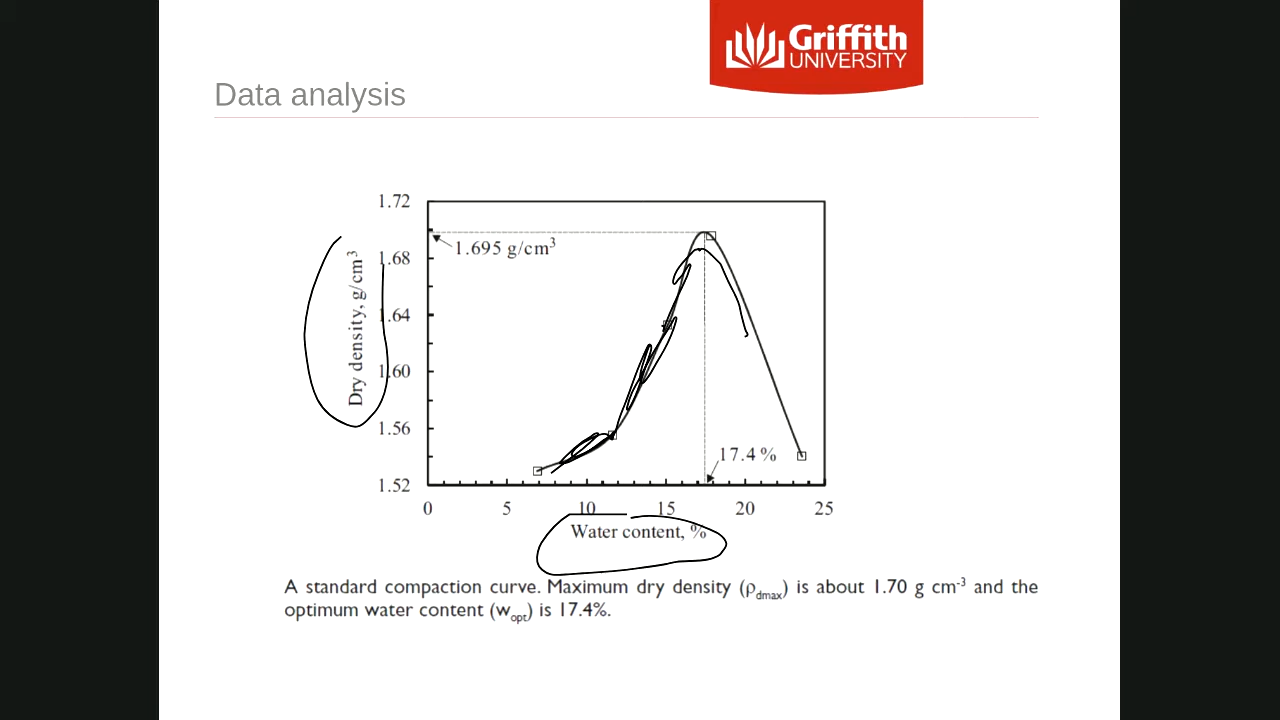 Griffith
UNIVERSITY
Data analysis
1.72
1.68
1.64
1.60
1.56
1.52
Dry density, g/cm³
1.695 g/cm³
17.4 %
0 5 10 15 20 25
Water content, %
A standard compaction curve. Maximum dry density (ρdmax) is about 1.70 g cm⁻³ and the
optimum water content (wopt) is 17.4%.